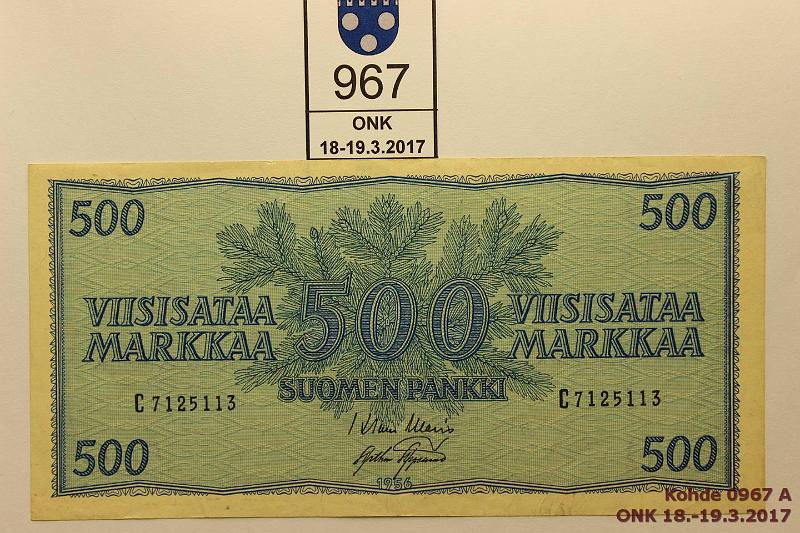 967
ONK
18-19.3.2017
500 500
VIISISATAA 500 VIISISATAA
MARKKAA MARKKAA
SUOMEN PANKKI
C7125113 C7125113
500 500
1956
Kohde 0967 A
ONK 18.-19.3.2017